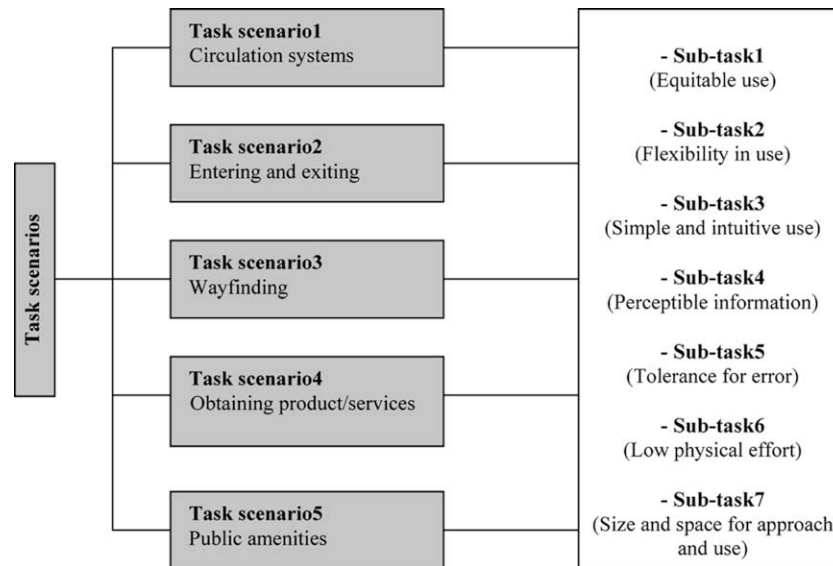 Task scenarios
Task scenario1
Circulation systems
Task scenario2
Entering and exiting
Task scenario3
Wayfinding
Task scenario4
Obtaining product/services
Task scenario5
Public amenities
- Sub-task1
(Equitable use)
- Sub-task2
(Flexibility in use)
- Sub-task3
(Simple and intuitive use)
- Sub-task4
(Perceptible information)
- Sub-task5
(Tolerance for error)
- Sub-task6
(Low physical effort)
- Sub-task7
(Size and space for approach
and use)